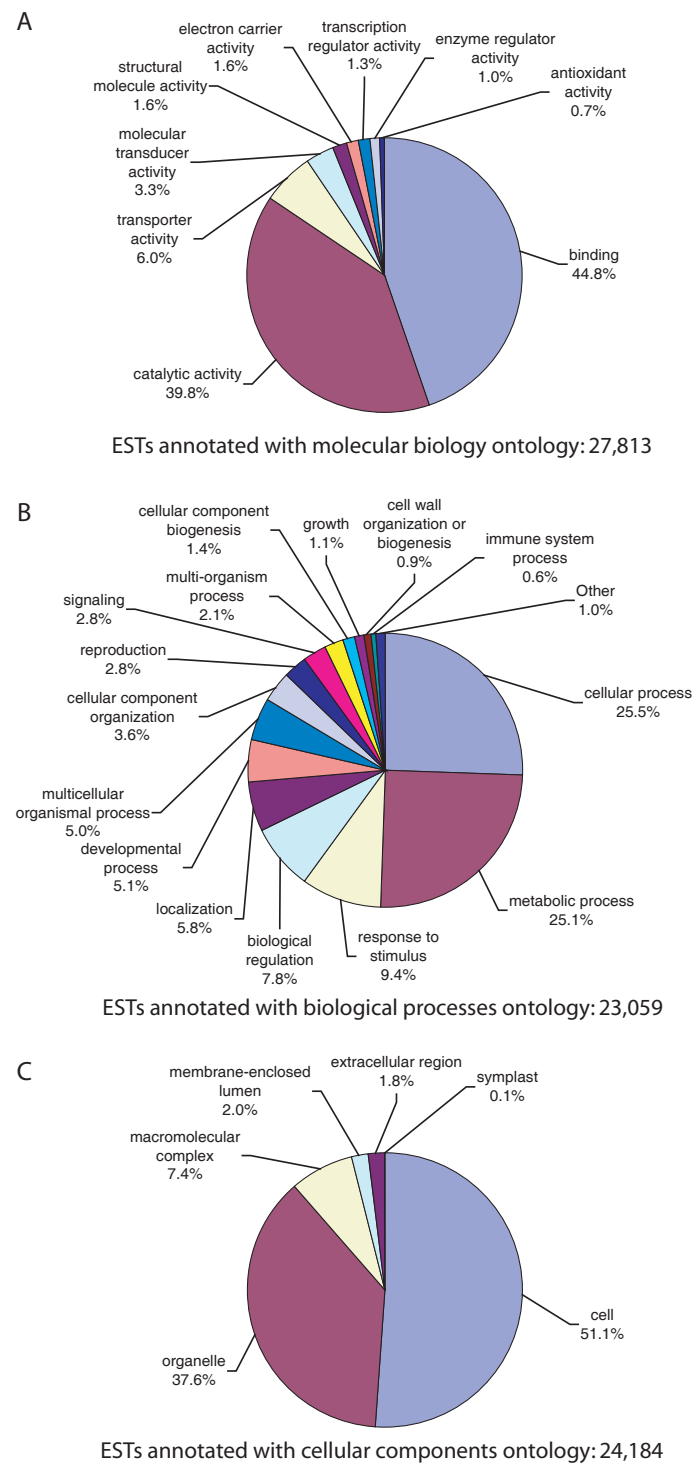 A
electron carrier
activity
1.6%
transcription
regulator activity
1.3%
enzyme regulator
activity
1.0%
antioxidant
activity
0.7%
structural
molecule activity
1.6%
molecular
transducer
activity
3.3%
transporter
activity
6.0%
binding
44.8%
catalytic activity
39.8%
ESTs annotated with molecular biology ontology: 27,813
B
cellular component
biogenesis
1.4%
growth
1.1%
cell wall
organization or
biogenesis
0.9%
immune system
process
0.6%
Other
1.0%
multi-organism
process
2.1%
signaling
2.8%
reproduction
2.8%
cellular component
organization
3.6%
cellular process
25.5%
multicellular
organismal process
5.0%
developmental
process
5.1%
localization
5.8%
biological
regulation
7.8%
response to
stimulus
9.4%
metabolic process
25.1%
ESTs annotated with biological processes ontology: 23,059
C
membrane-enclosed
lumen
2.0%
extracellular region
1.8%
symplast
0.1%
macromolecular
complex
7.4%
cell
51.1%
organelle
37.6%
ESTs annotated with cellular components ontology: 24,184